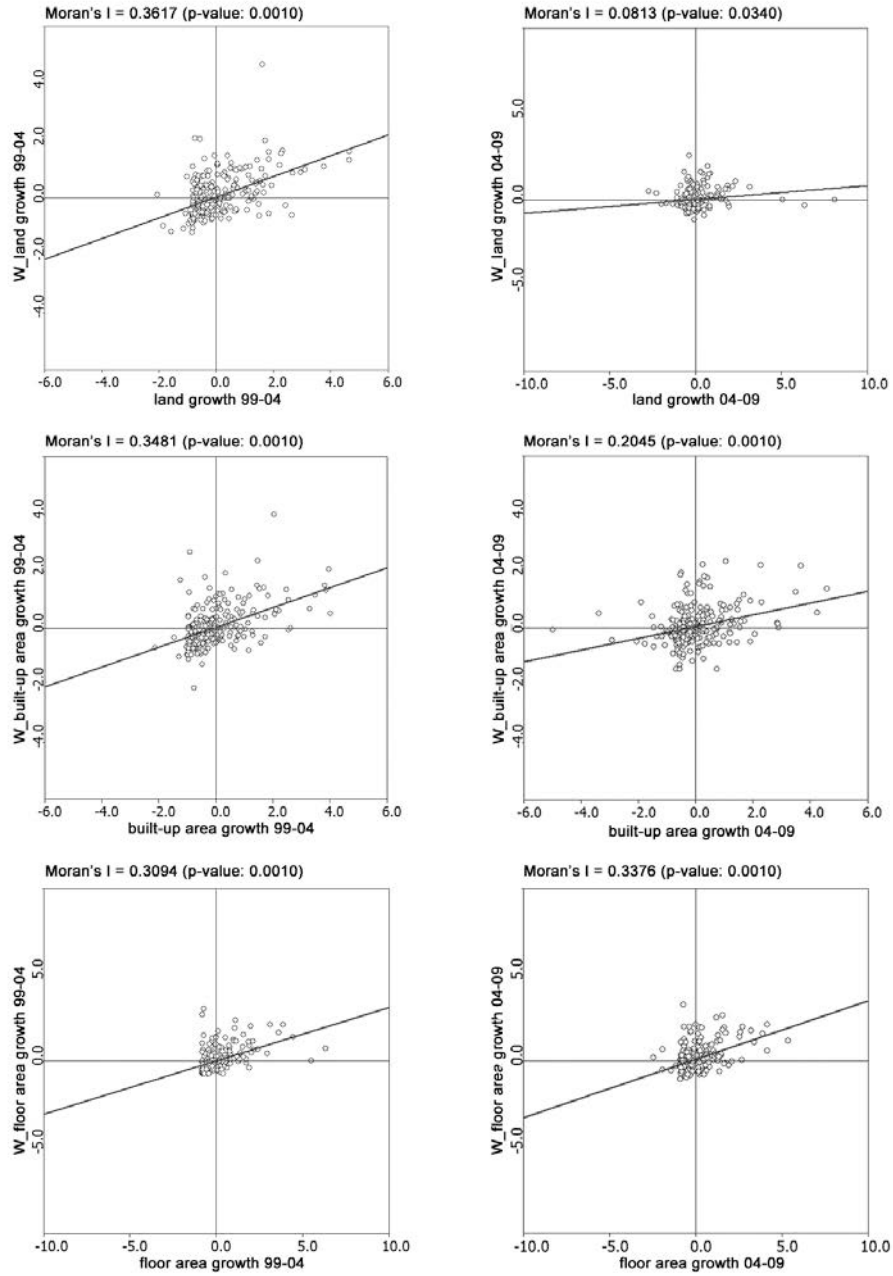 Moran's I = 0.3617 (p-value: 0.0010)
W_land growth 99-04
4.0
2.0
0.0
-2.0
-4.0
-6.0 -4.0 -2.0 0.0 2.0 4.0 6.0
land growth 99-04
Moran's I = 0.0813 (p-value: 0.0340)
W_land growth 04-09
5.0
0.0
-5.0
-10.0 -5.0 0.0 5.0 10.0
land growth 04-09
Moran's I = 0.3481 (p-value: 0.0010)
W_built-up area growth 99-04
4.0
2.0
0.0
-2.0
-4.0
-6.0 -4.0 -2.0 0.0 2.0 4.0 6.0
built-up area growth 99-04
Moran's I = 0.2045 (p-value: 0.0010)
W_built-up area growth 04-09
4.0
2.0
0.0
-2.0
-4.0
-6.0 -4.0 -2.0 0.0 2.0 4.0 6.0
built-up area growth 04-09
Moran's I = 0.3094 (p-value: 0.0010)
W_floor area growth 99-04
5.0
0.0
-5.0
-10.0 -5.0 0.0 5.0 10.0
floor area growth 99-04
Moran's I = 0.3376 (p-value: 0.0010)
W_floor area growth 04-09
5.0
0.0
-5.0
-10.0 -5.0 0.0 5.0 10.0
floor area growth 04-09